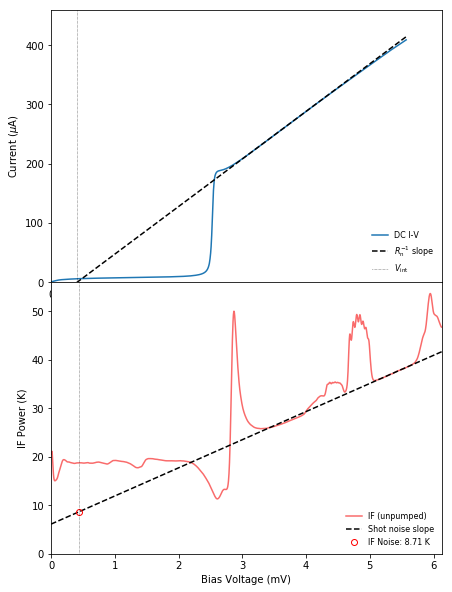 400
300
200
100
0
Current (μA)
DC I-V
Rₙ⁻¹ slope
V_int
0
50
40
30
20
10
0
IF Power (K)
IF (unpumped)
Shot noise slope
IF Noise: 8.71 K
0 1 2 3 4 5 6
Bias Voltage (mV)